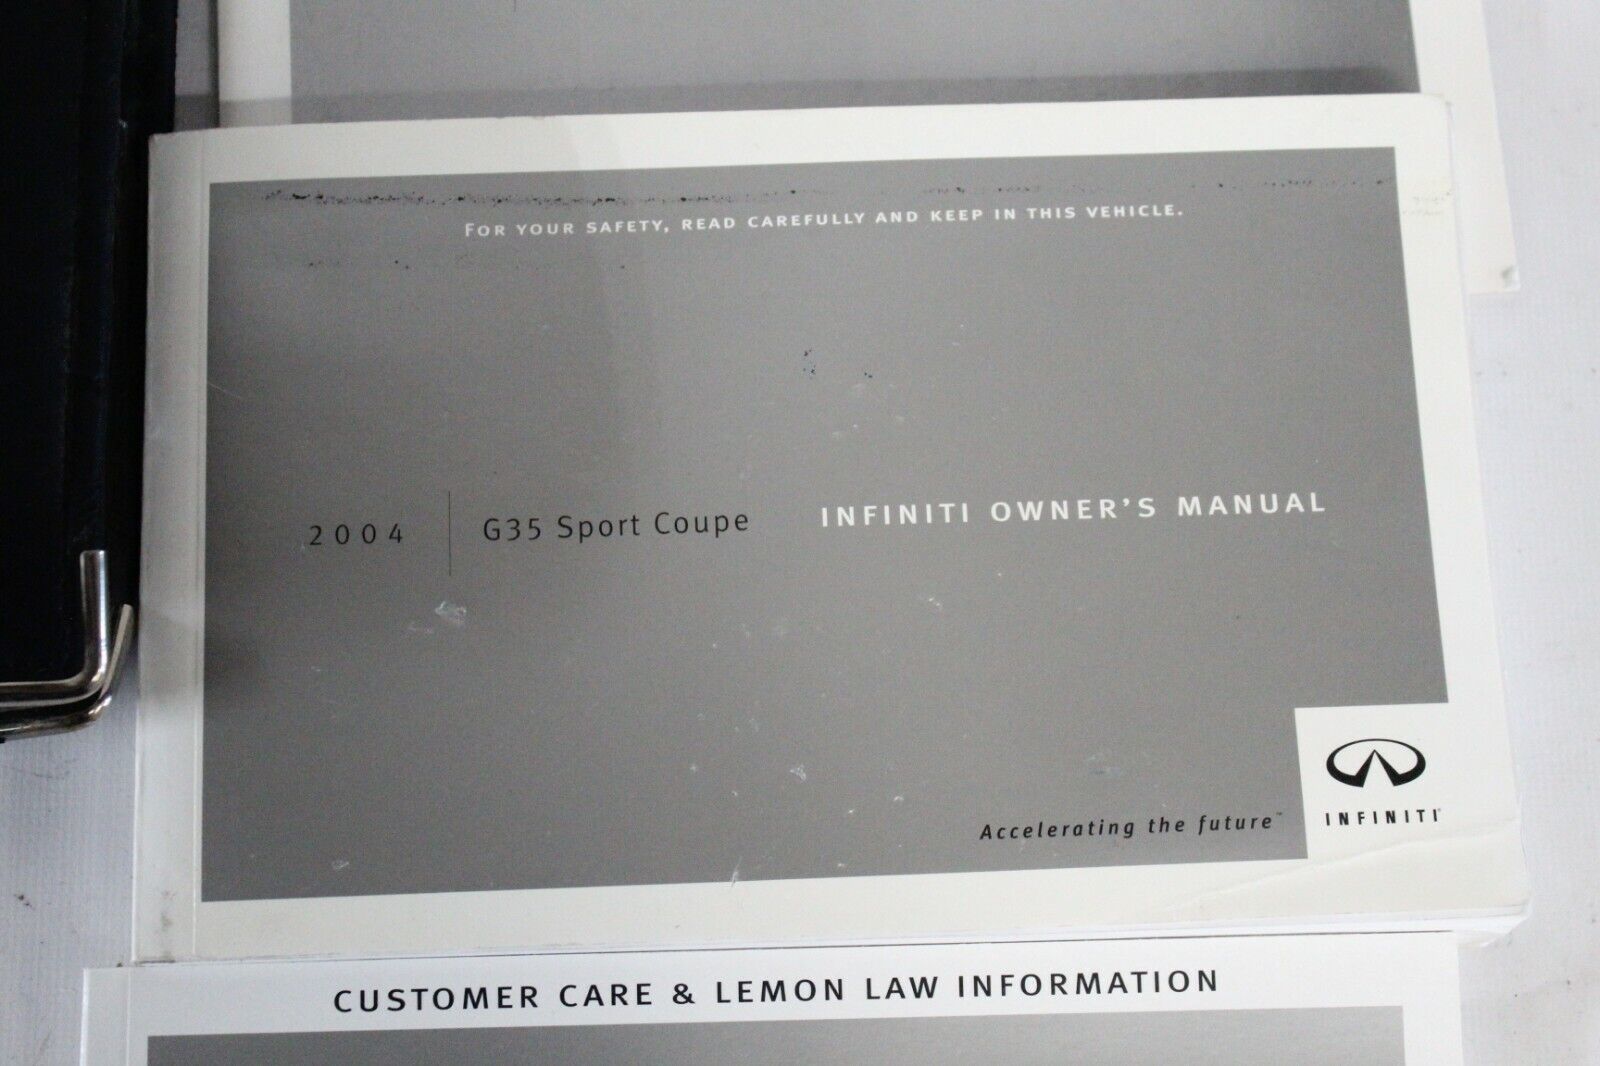 FOR YOUR SAFETY, READ CAREFULLY AND KEEP IN THIS VEHICLE.
2004 G35 Sport Coupe INFINITI OWNER'S MANUAL
Accelerating the future™
INFINITI®
CUSTOMER CARE & LEMON LAW INFORMATION